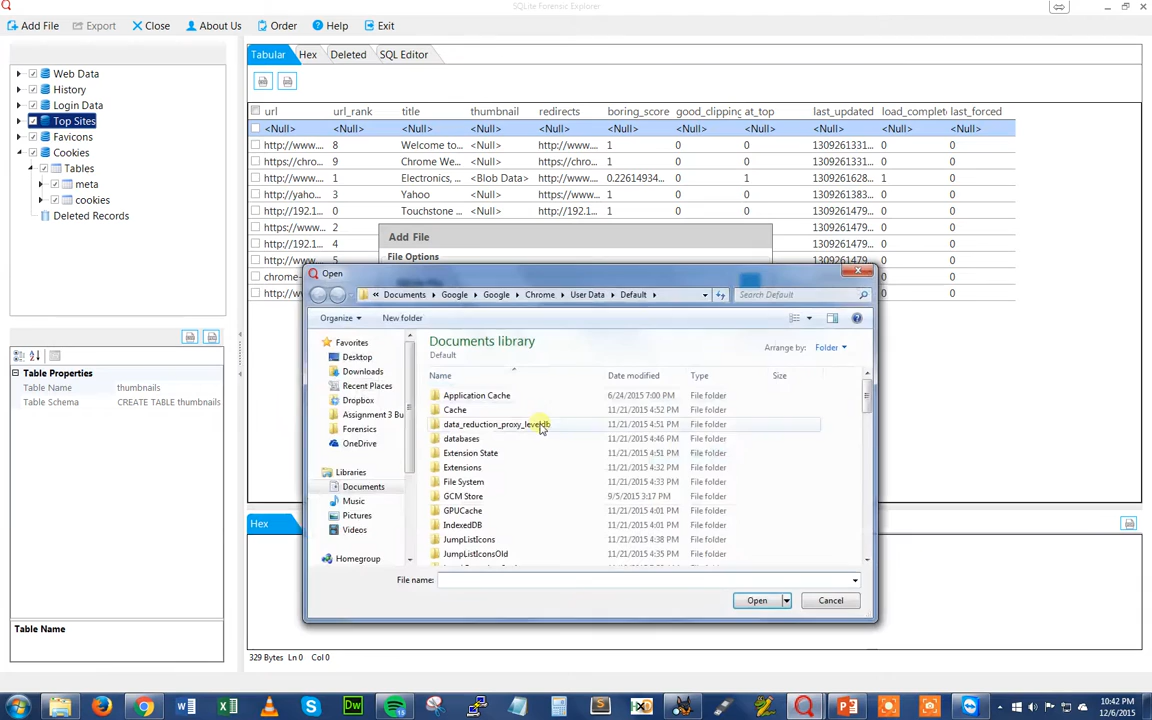 SQLite Forensic Explorer
Add File Export Close About Us Order Help Exit
Web Data
History
Login Data
Top Sites
Favicons
Cookies
Tables
meta
cookies
Deleted Records
Tabular Hex Deleted SQL Editor
url url_rank title thumbnail redirects boring_score good_clipping at_top last_updated load_complete last_forced
<Null> <Null> <Null> <Null> <Null> <Null> <Null> <Null> <Null> <Null> <Null>
http://www.... 8 Welcome to... <Null> http://www.... 1 0 0 1309261331... 0 0
https://chro... 9 Chrome We... <Null> https://chro... 1 0 0 1309261331... 0 0
http://www.... 1 Electronics, ... <Blob Data> http://www.... 0.22614934... 0 1 1309261628... 1 0
http://yaho... 3 Yahoo <Null> https://www.... 1 0 0 1309261383... 0 0
http://192.1... 0 Touchstone ... <Null> http://192.1... 1 0 0 1309261479... 0 0
https://www.... 2 1309261479... 0 0
http://192.1... 4 1309261479... 0 0
http://www.... 5
chrome-...
http://w...
Add File
File Options
Open
« Documents Google Google Chrome User Data Default Search Default
Organize New folder
Favorites
Desktop
Downloads
Recent Places
Dropbox
Assignment 3 Bu
Forensics
OneDrive
Libraries
Documents
Music
Pictures
Videos
Homegroup
Documents library
Default
Arrange by: Folder
Name Date modified Type Size
Application Cache 6/24/2015 7:00 PM File folder
Cache 11/21/2015 4:52 PM File folder
data_reduction_proxy_leveldb 11/21/2015 4:51 PM File folder
databases 11/21/2015 4:46 PM File folder
Extension State 11/21/2015 4:51 PM File folder
Extensions 11/21/2015 4:32 PM File folder
File System 11/21/2015 4:33 PM File folder
GCM Store 9/5/2015 3:17 PM File folder
GPUCache 11/21/2015 4:01 PM File folder
IndexedDB 11/21/2015 4:01 PM File folder
JumpListIcons 11/21/2015 4:38 PM File folder
JumpListIconsOld 11/21/2015 4:35 PM File folder
File name:
Open Cancel
Table Properties
Table Name thumbnails
Table Schema CREATE TABLE thumbnails
Table Name
Hex
329 Bytes Ln 0 Col 0
10:42 PM
12/6/2015